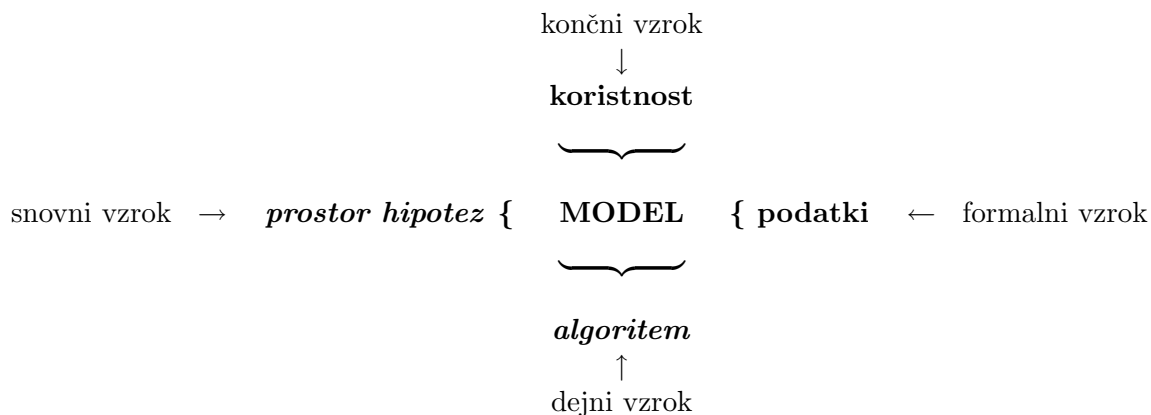 končni vzrok
↓
koristnost
snovni vzrok → prostor hipotez { MODEL { podatki ← formalni vzrok
algoritem
↑
dejni vzrok